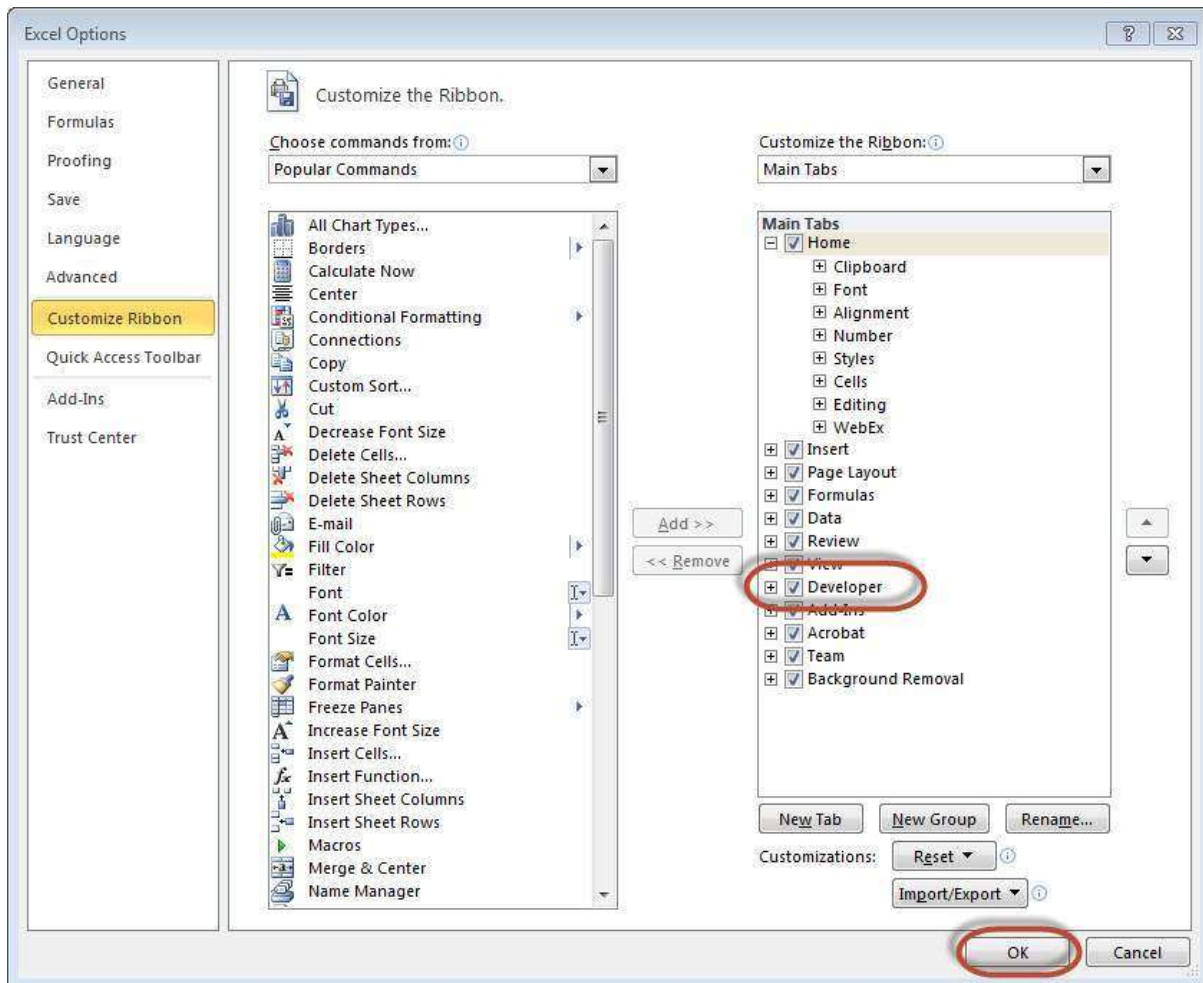 Excel Options
General
Formulas
Proofing
Save
Language
Advanced
Customize Ribbon
Quick Access Toolbar
Add-Ins
Trust Center
Customize the Ribbon.
Choose commands from:
Popular Commands
All Chart Types...
Borders
Calculate Now
Center
Conditional Formatting
Connections
Copy
Custom Sort...
Cut
Decrease Font Size
Delete Cells...
Delete Sheet Columns
Delete Sheet Rows
E-mail
Fill Color
Filter
Font
Font Color
Font Size
Format Cells...
Format Painter
Freeze Panes
Increase Font Size
Insert Cells...
Insert Function...
Insert Sheet Columns
Insert Sheet Rows
Macros
Merge & Center
Name Manager
Add >>
<< Remove
Customize the Ribbon:
Main Tabs
Main Tabs
Home
Clipboard
Font
Alignment
Number
Styles
Cells
Editing
WebEx
Insert
Page Layout
Formulas
Data
Review
View
Developer
Add-Ins
Acrobat
Team
Background Removal
New Tab
New Group
Rename...
Customizations:
Reset
Import/Export
OK
Cancel